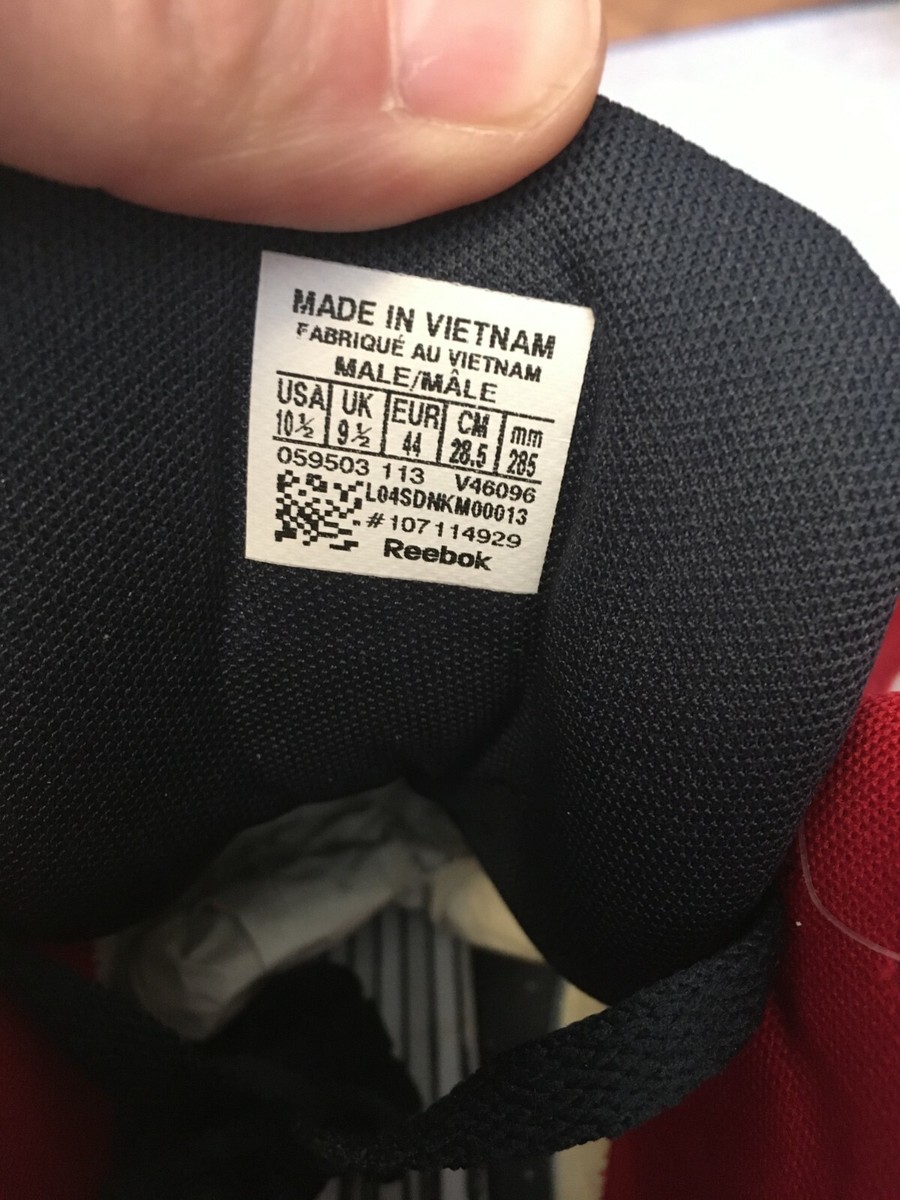 MADE IN VIETNAM
FABRIQUÉ AU VIETNAM
MALE/MÂLE
USA UK EUR CM mm
10½ 9½ 44 28.5 285
059503 113 V46096
L04SDNKM00013
#107114929
Reebok